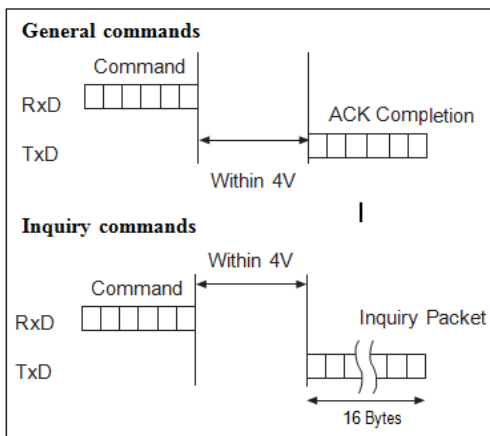 General commands
Command
RxD
ACK Completion
TxD
Within 4V
Inquiry commands
Within 4V
Command
RxD
Inquiry Packet
TxD
16 Bytes